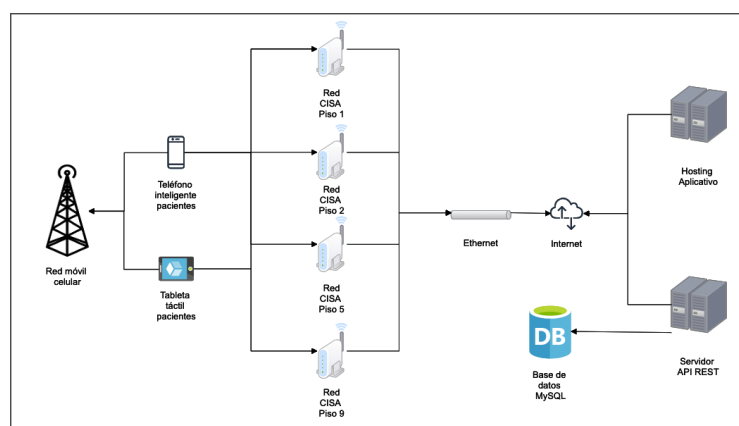 Red
CISA
Piso 1
Teléfono
inteligente
pacientes
Red
CISA
Piso 2
Hosting
Aplicativo
Red móvil
celular
Ethernet
Internet
Tableta
táctil
pacientes
Red
CISA
Piso 5
DB
Base de
datos
MySQL
Servidor
API REST
Red
CISA
Piso 9